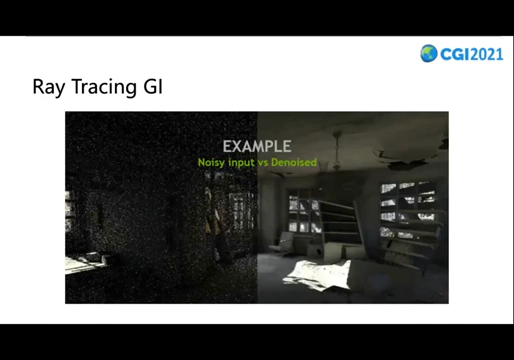 CGI2021
Ray Tracing GI
EXAMPLE
Noisy input vs Denoised